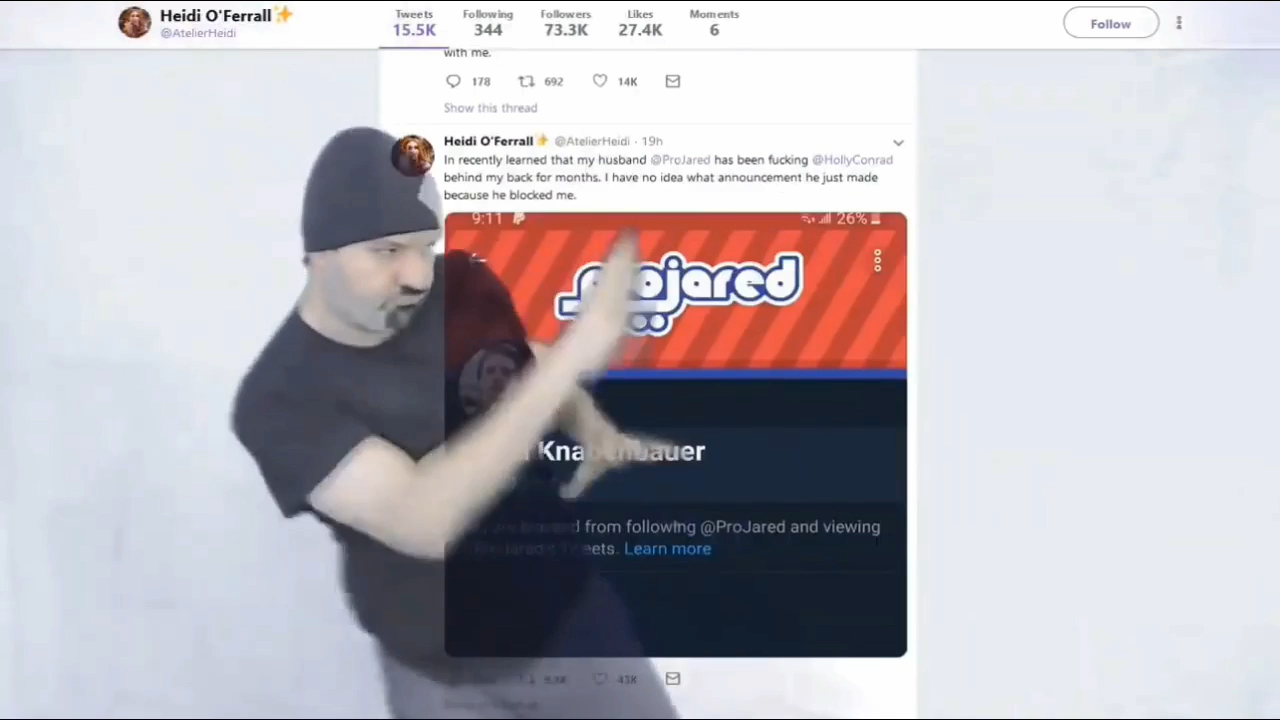 Heidi O'Ferrall✨
@AtelierHeidi
Tweets Following Followers Likes Moments
15.5K 344 73.3K 27.4K 6
Follow
with me.
178 692 14K
Show this thread
Heidi O'Ferrall✨ @AtelierHeidi · 19h
In recently learned that my husband @ProJared has been fucking @HollyConrad
behind my back for months. I have no idea what announcement he just made
because he blocked me.
9:11 26%
projared
from following @ProJared and viewing
Tweets. Learn more
43K